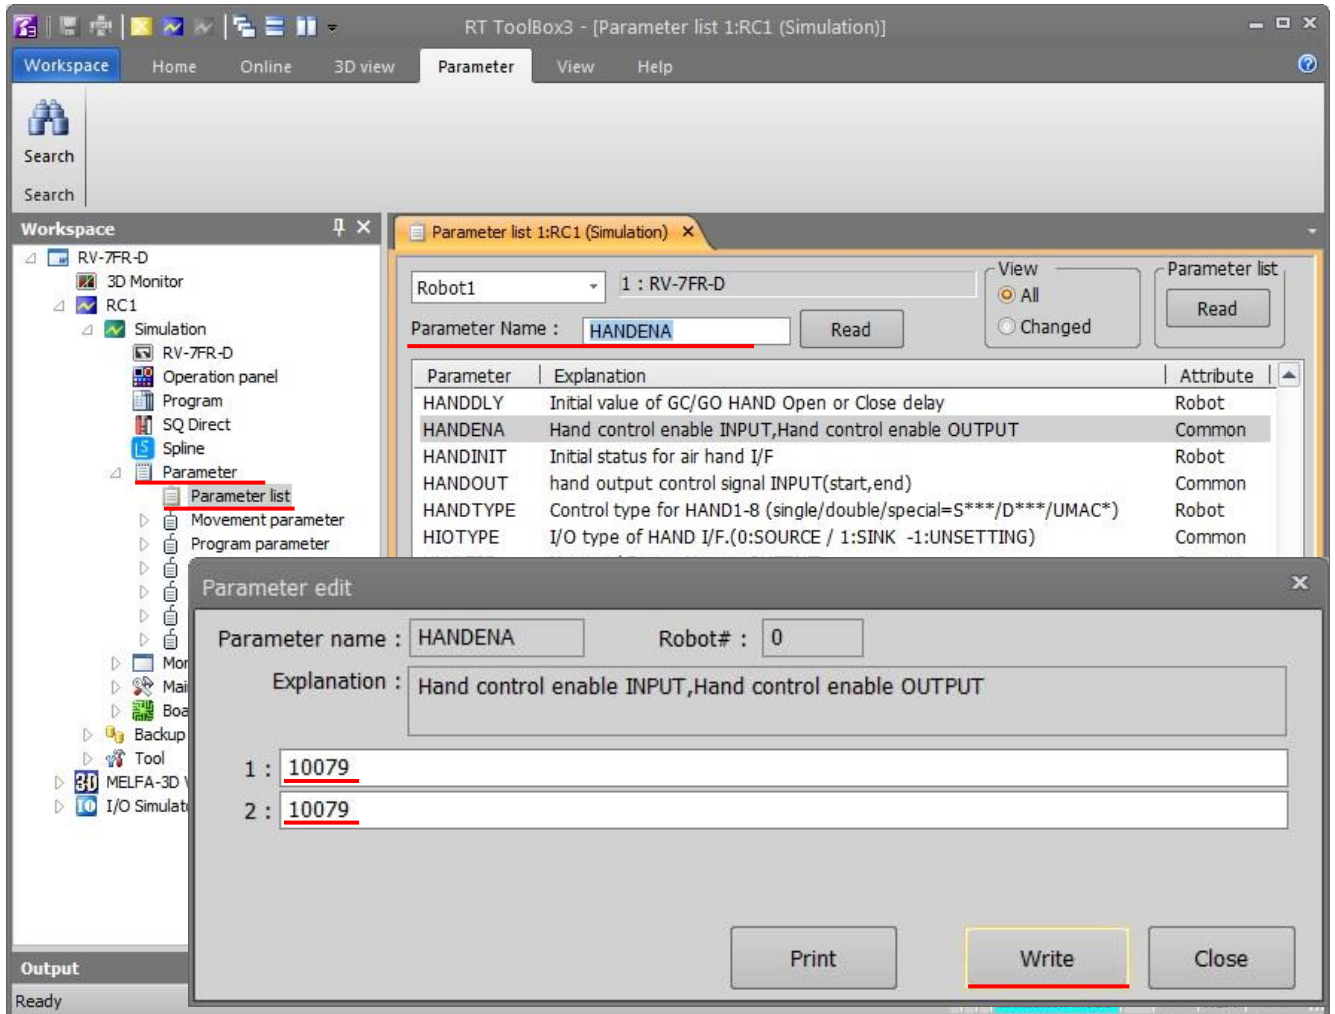 RT ToolBox3 - [Parameter list 1:RC1 (Simulation)]
Workspace Home Online 3D view Parameter View Help
Search
Search
Workspace
RV-7FR-D
3D Monitor
RC1
Simulation
RV-7FR-D
Operation panel
Program
SQ Direct
Spline
Parameter
Parameter list
Movement parameter
Program parameter
Mon
Mai
Boa
Backup
Tool
MELFA-3D V
I/O Simulat
Parameter list 1:RC1 (Simulation)
Robot1 1 : RV-7FR-D
View
All
Changed
Parameter list
Read
Parameter Name : HANDENA Read
Parameter Explanation Attribute
HANDDLY Initial value of GC/GO HAND Open or Close delay Robot
HANDENA Hand control enable INPUT,Hand control enable OUTPUT Common
HANDINIT Initial status for air hand I/F Robot
HANDOUT hand output control signal INPUT(start,end) Common
HANDTYPE Control type for HAND1-8 (single/double/special=S***/D***/UMAC*) Robot
HIOTYPE I/O type of HAND I/F.(0:SOURCE / 1:SINK -1:UNSETTING) Common
Parameter edit
Parameter name : HANDENA Robot# : 0
Explanation : Hand control enable INPUT,Hand control enable OUTPUT
1 : 10079
2 : 10079
Print Write Close
Output
Ready